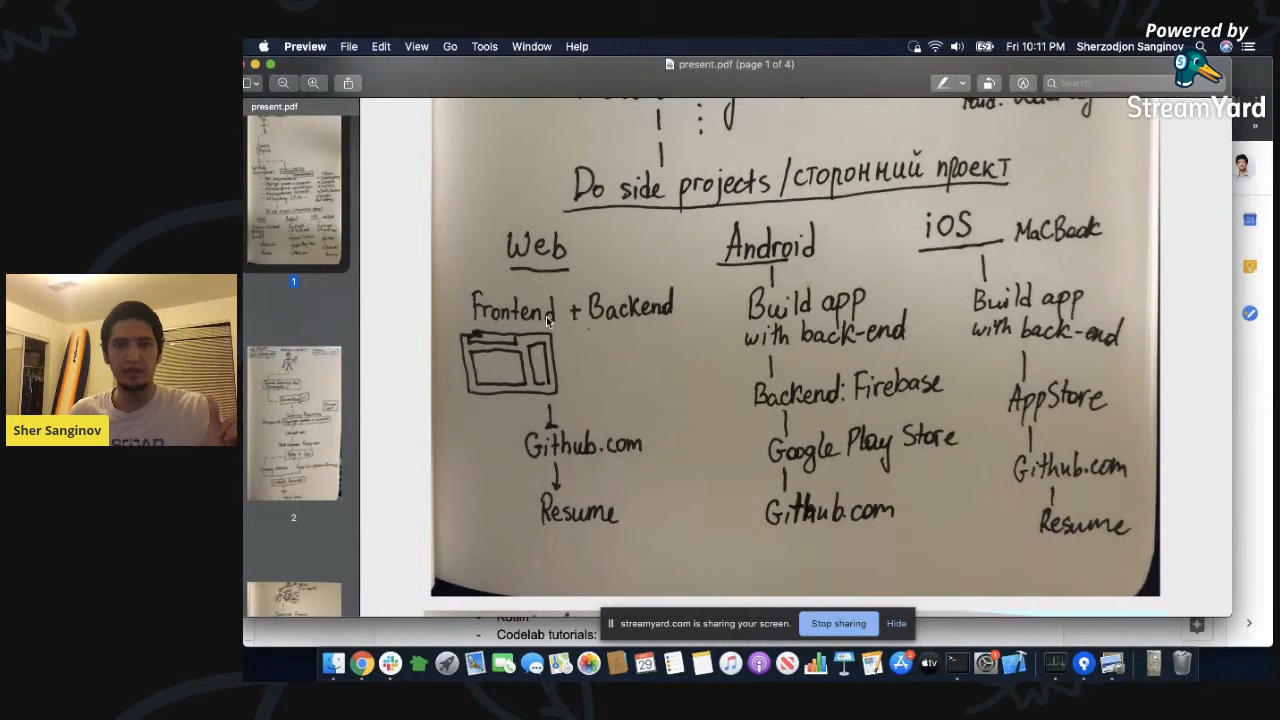 Powered by
StreamYard
Preview File Edit View Go Tools Window Help
Fri 10:11 PM Sherzodjon Sanginov
present.pdf (page 1 of 4)
Search
present.pdf
1
2
Do side projects/сторонний проект
Web
Frontend + Backend
Github.com
Resume
Android
Build app
with back-end
Backend: Firebase
Google Play Store
Github.com
iOS MacBook
Build app
with back-end
AppStore
Github.com
Resume
Sher Sanginov
streamyard.com is sharing your screen. Stop sharing Hide
- Kotlin
- Codelab tutorials: